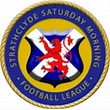 STRATHCLYDE SATURDAY MORNING
· FOOTBALL LEAGUE ·